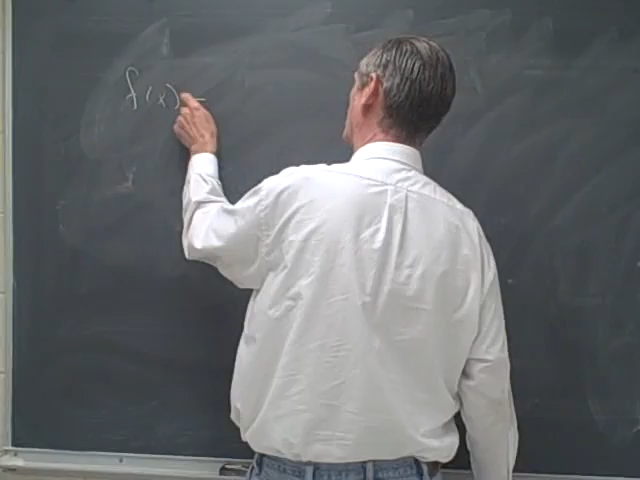 f(x) =